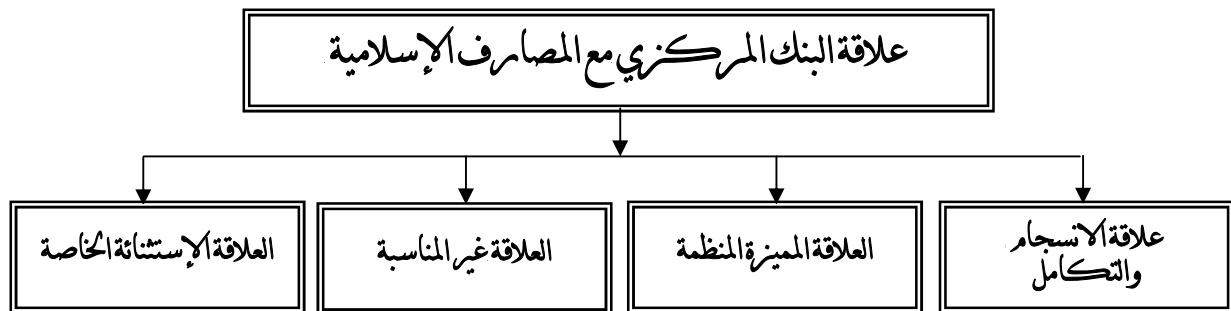 علاقة البنك المركزي مع المصارف الإسلامية
علاقة الانسجام
والتكامل
العلاقة المميزة المنظمة
العلاقة غير المناسبة
العلاقة الإستثنائة الخاصة